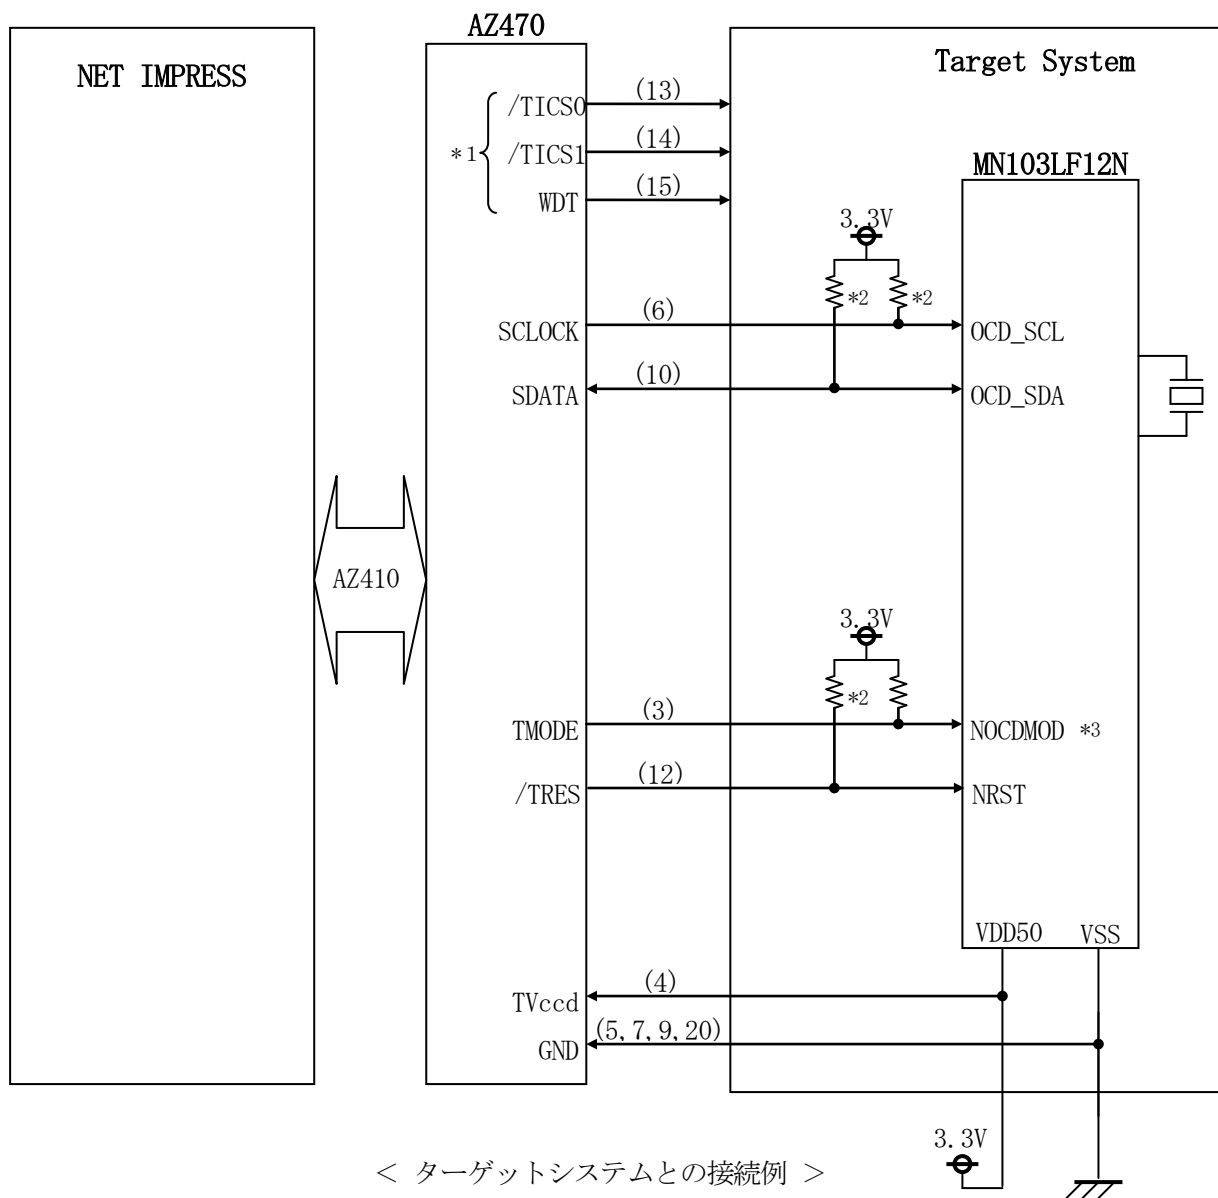 AZ470
NET IMPRESS
Target System
/TICS0
(13)
*1
/TICS1
(14)
WDT
(15)
MN103LF12N
3.3V
*2
*2
SCLOCK
(6)
OCD_SCL
SDATA
(10)
OCD_SDA
AZ410
3.3V
*2
TMODE
(3)
NOCDMOD *3
/TRES
(12)
NRST
VDD50
VSS
TVccd
(4)
GND
(5,7,9,20)
3.3V
< ターゲットシステムとの接続例 >